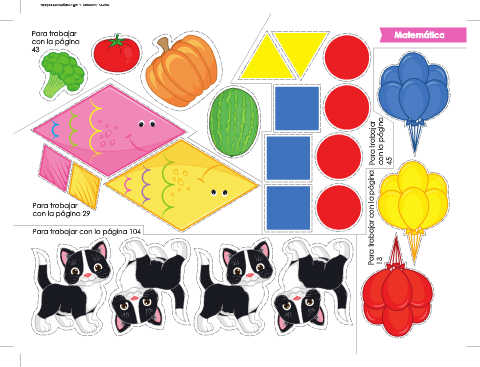 Para trabajar
con la página
43
Matemática
Para trabajar
con la página
45
Para trabajar
con la página 29
Para trabajar con la página
13
Para trabajar con la página 104